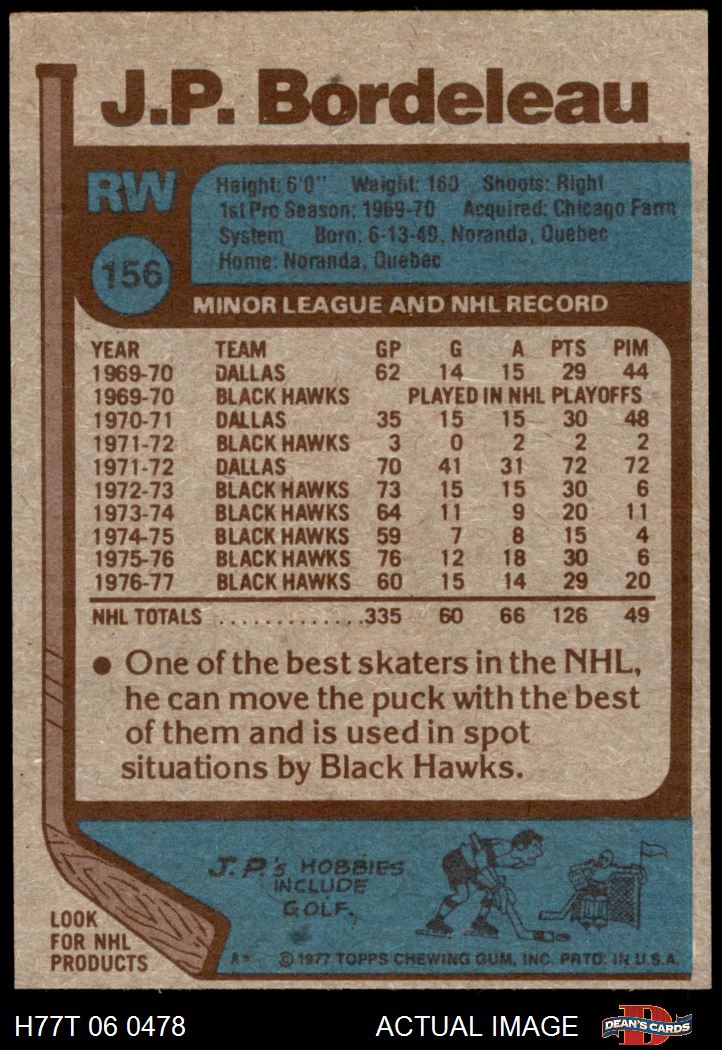 J.P. Bordeleau
RW
Height: 6'0" Weight: 160 Shoots: Right
1st Pro Season: 1969-70 Acquired: Chicago Farm
System Born: 6-13-49, Noranda, Quebec
Home: Noranda, Quebec
156
MINOR LEAGUE AND NHL RECORD
YEAR TEAM GP G A PTS PIM
1969-70 DALLAS 62 14 15 29 44
1969-70 BLACK HAWKS PLAYED IN NHL PLAYOFFS
1970-71 DALLAS 35 15 15 30 48
1971-72 BLACK HAWKS 3 0 2 2 2
1971-72 DALLAS 70 41 31 72 72
1972-73 BLACK HAWKS 73 15 15 30 6
1973-74 BLACK HAWKS 64 11 9 20 11
1974-75 BLACK HAWKS 59 7 8 15 4
1975-76 BLACK HAWKS 76 12 18 30 6
1976-77 BLACK HAWKS 60 15 14 29 20
NHL TOTALS .............335 60 66 126 49
● One of the best skaters in the NHL,
he can move the puck with the best
of them and is used in spot
situations by Black Hawks.
J.P.'s HOBBIES
INCLUDE
GOLF.
LOOK
FOR NHL
PRODUCTS
A* © 1977 TOPPS CHEWING GUM, INC. PRTD. IN U.S.A.
H77T 06 0478 ACTUAL IMAGE
D
DEAN'S CARDS